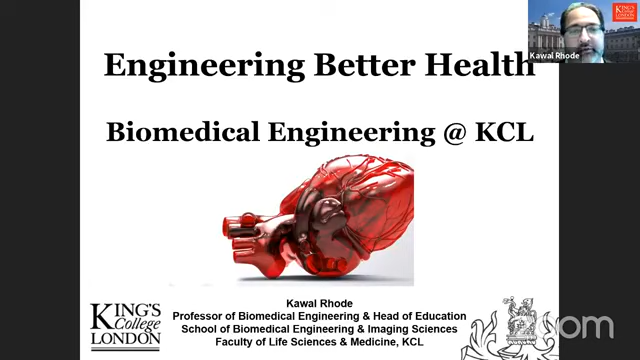 Engineering Better Health
KING'S
College
LONDON
Kawal Rhode
Biomedical Engineering @ KCL
Kawal Rhode
Professor of Biomedical Engineering & Head of Education
School of Biomedical Engineering & Imaging Sciences
Faculty of Life Sciences & Medicine, KCL
KING'S
College
LONDON
zoom